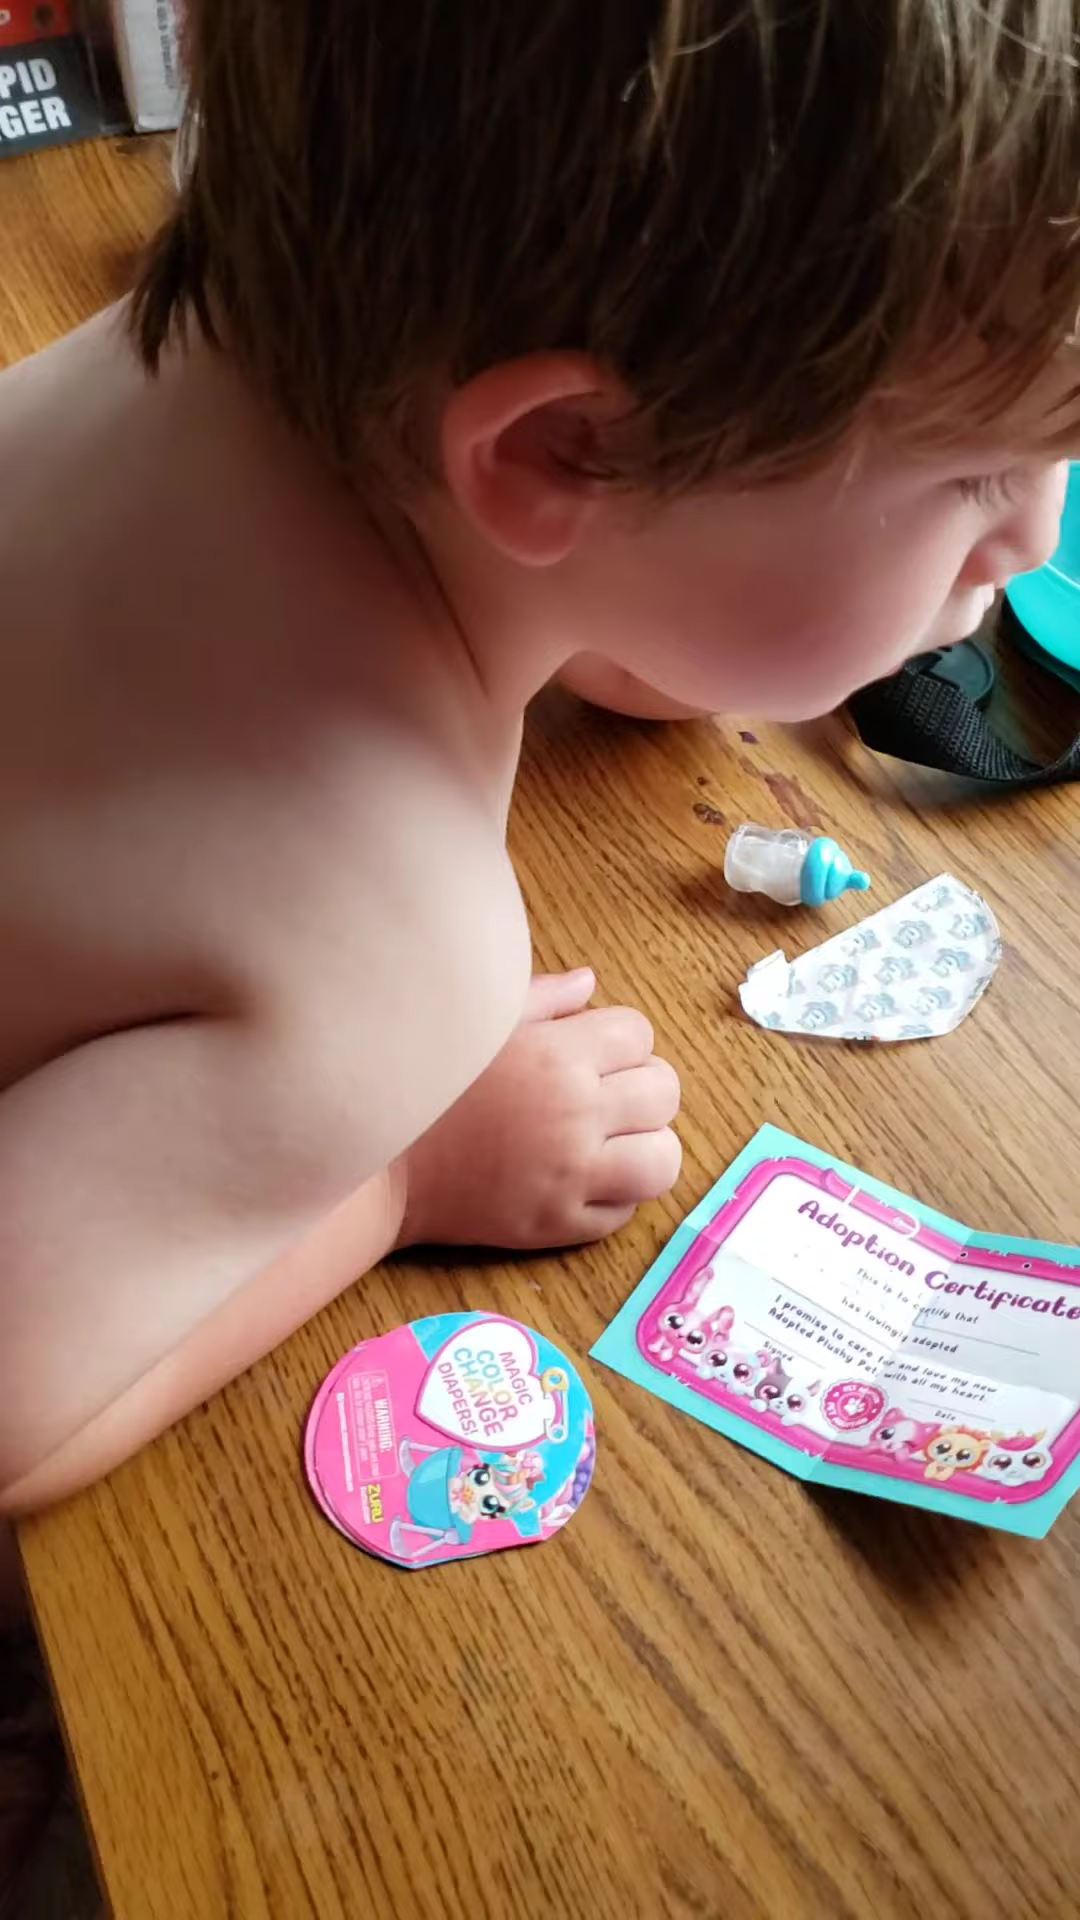 PID
GER
Adoption Certificate
This is to certify that
has lovingly adopted
I promise to care for and love my new
Adopted Plushy Pet, with all my heart.
Signed
Date
MAGIC
COLOR
CHANGE
DIAPERS!
WARNING:
ZURU